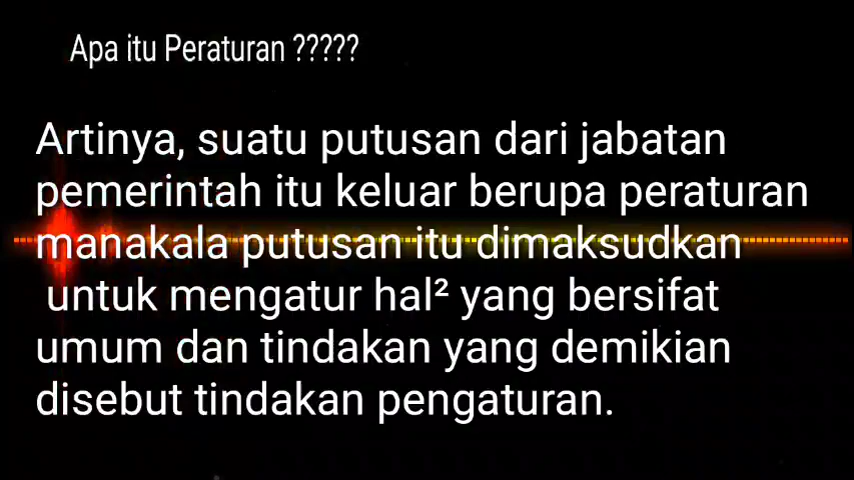 Apa itu Peraturan ?????
Artinya, suatu putusan dari jabatan
pemerintah itu keluar berupa peraturan
manakala putusan itu dimaksudkan
untuk mengatur hal² yang bersifat
umum dan tindakan yang demikian
disebut tindakan pengaturan.